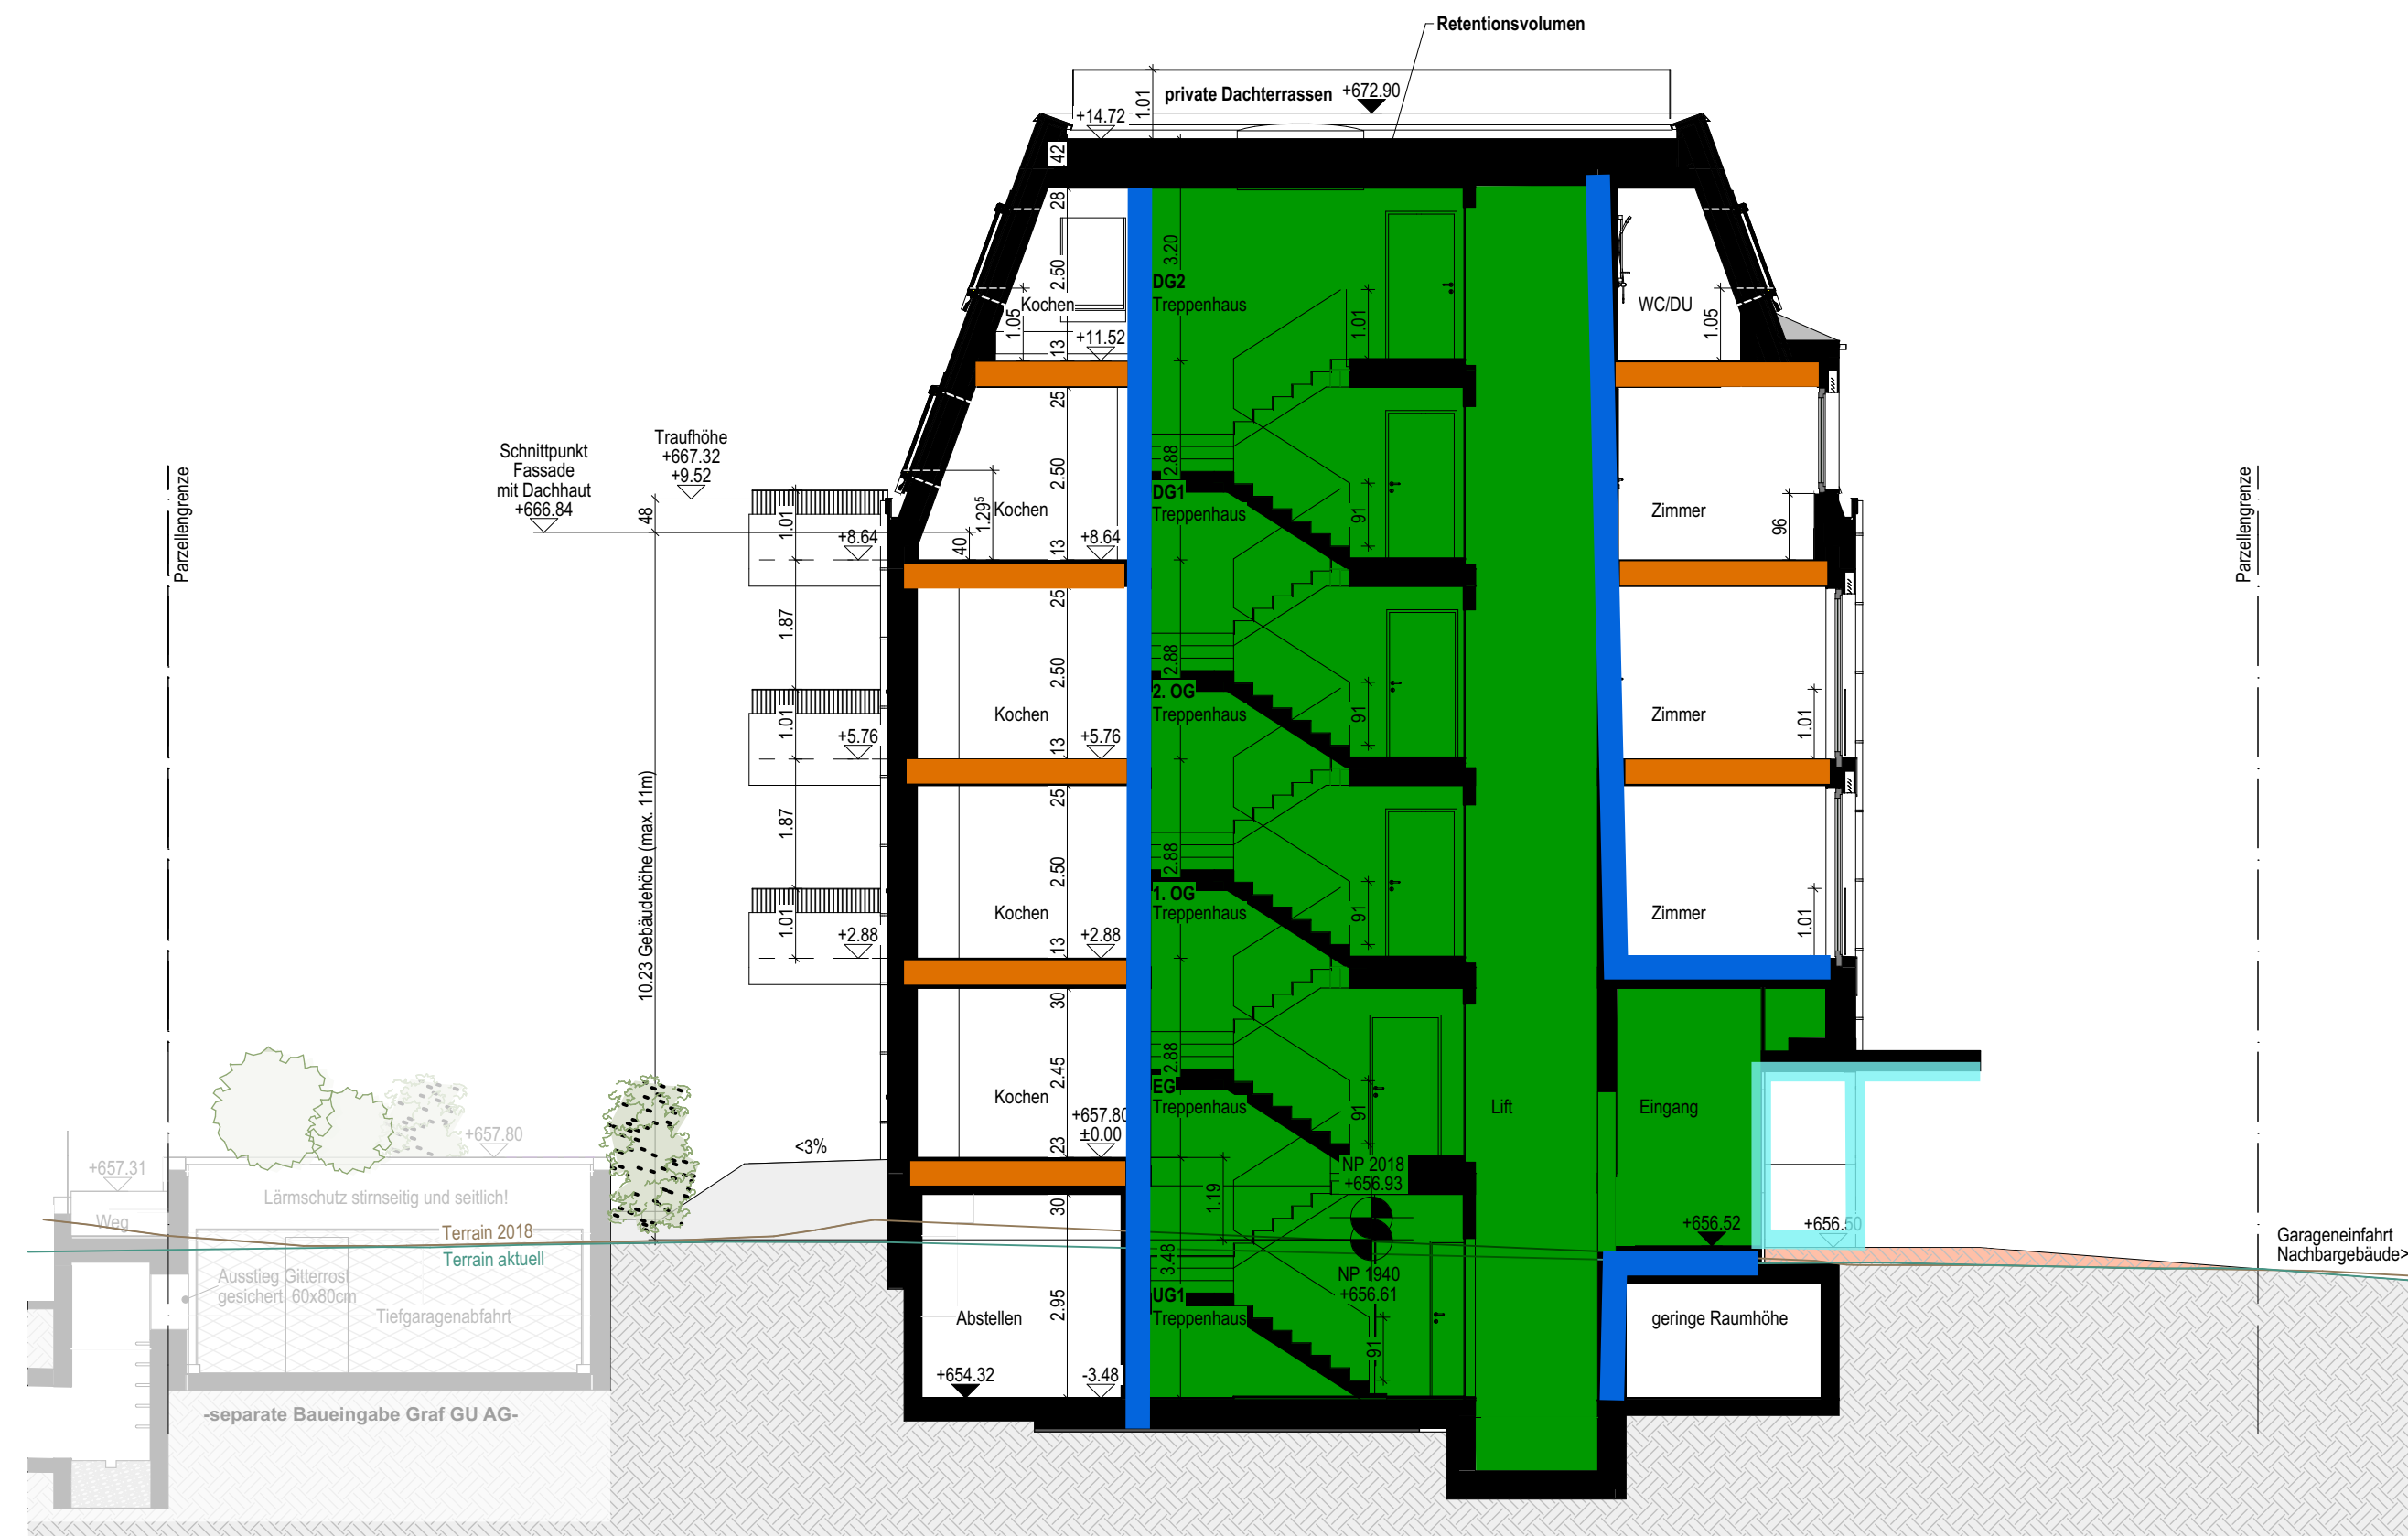 Retentionsvolumen
private Dachterrassen
+672.90
1.01
+14.72
42
28
3.20
2.50
DG2
Kochen
Treppenhaus
1.01
WC/DU
1.05
1.05
+11.52
13
25
Traufhöhe
+667.32
+9.52
Schnittpunkt
Fassade
mit Dachhaut
+666.84
48
Parzellengrenze
Parzellengrenze
1.01
2.50
2.88
1.29⁵
DG1
Kochen
Treppenhaus
91
Zimmer
96
+8.64
40
13
+8.64
25
1.87
2.50
2.88
2. OG
Kochen
Treppenhaus
91
Zimmer
1.01
1.01
+5.76
13
+5.76
25
10.23 Gebäudehöhe (max. 11m)
1.87
2.50
2.88
1. OG
Kochen
Treppenhaus
91
Zimmer
1.01
1.01
+2.88
13
+2.88
30
2.45
2.88
EG
Kochen
Treppenhaus
91
Lift
Eingang
+657.80
±0.00
23
<3%
+657.80
+657.31
NP 2018
+656.93
1.19
30
Lärmschutz stirnseitig und seitlich!
Weg
Terrain 2018
Terrain aktuell
+656.52
+656.50
Garageneinfahrt
Nachbargebäude>
3.48
NP 1940
+656.61
Ausstieg Gitterrost
gesichert, 60x80cm
Tiefgaragenabfahrt
UG1
Abstellen
2.95
Treppenhaus
91
geringe Raumhöhe
+654.32
-3.48
-separate Baueingabe Graf GU AG-